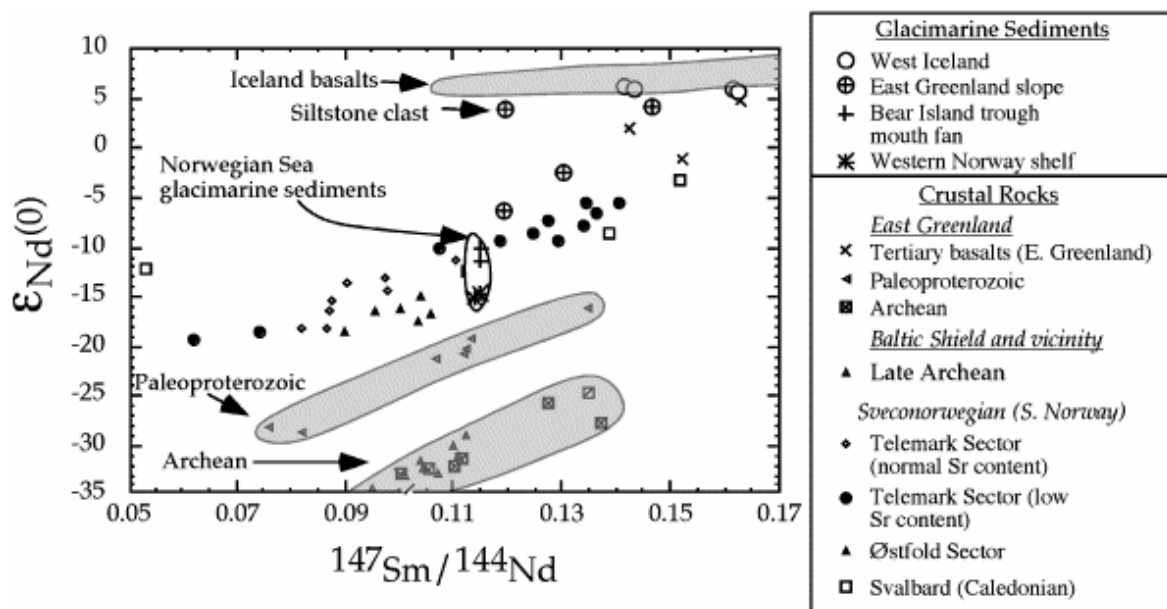 10
5
0
-5
-10
-15
-20
-25
-30
-35
εNd(0)
Iceland basalts
Siltstone clast
Norwegian Sea
glacimarine sediments
Paleoproterozoic
Archean
0.05 0.07 0.09 0.11 0.13 0.15 0.17
147Sm/144Nd
Glacimarine Sediments
West Iceland
East Greenland slope
Bear Island trough
mouth fan
Western Norway shelf
Crustal Rocks
East Greenland
Tertiary basalts (E. Greenland)
Paleoproterozoic
Archean
Baltic Shield and vicinity
Late Archean
Sveconorwegian (S. Norway)
Telemark Sector
(normal Sr content)
Telemark Sector (low
Sr content)
Østfold Sector
Svalbard (Caledonian)